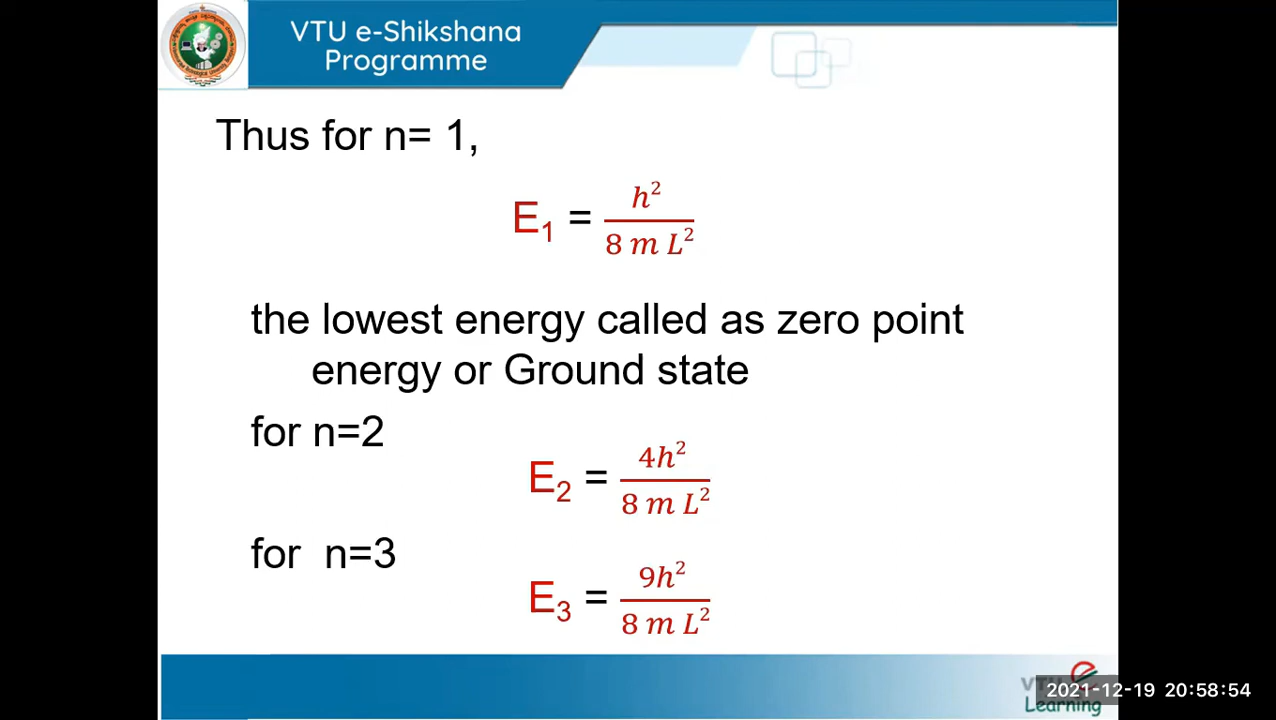 VTU e-Shikshana
Programme
Thus for n= 1,
E₁ = h² / 8 m L²
the lowest energy called as zero point
energy or Ground state
for n=2
E₂ = 4h² / 8 m L²
for n=3
E₃ = 9h² / 8 m L²
VTU e
Learning
2021-12-19 20:58:54